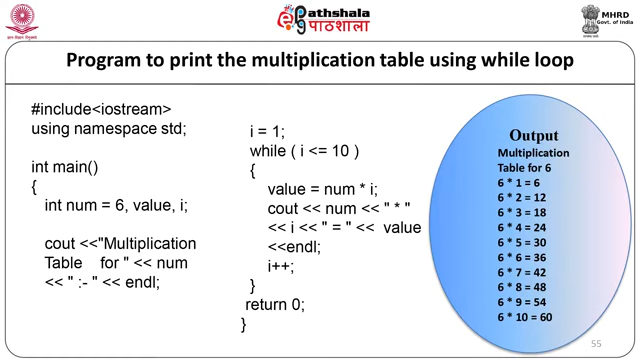 Pathshala
पाठशाला
MHRD
Govt. of India
Program to print the multiplication table using while loop
#include<iostream>
using namespace std;
int main()
{
int num = 6, value, i;
cout <<"Multiplication
Table for " << num
<< " :- " << endl;
i = 1;
while ( i <= 10 )
{
value = num * i;
cout << num << " * "
<< i << " = " << value
<<endl;
i++;
}
return 0;
}
Output
Multiplication
Table for 6
6 * 1 = 6
6 * 2 = 12
6 * 3 = 18
6 * 4 = 24
6 * 5 = 30
6 * 6 = 36
6 * 7 = 42
6 * 8 = 48
6 * 9 = 54
6 * 10 = 60
55